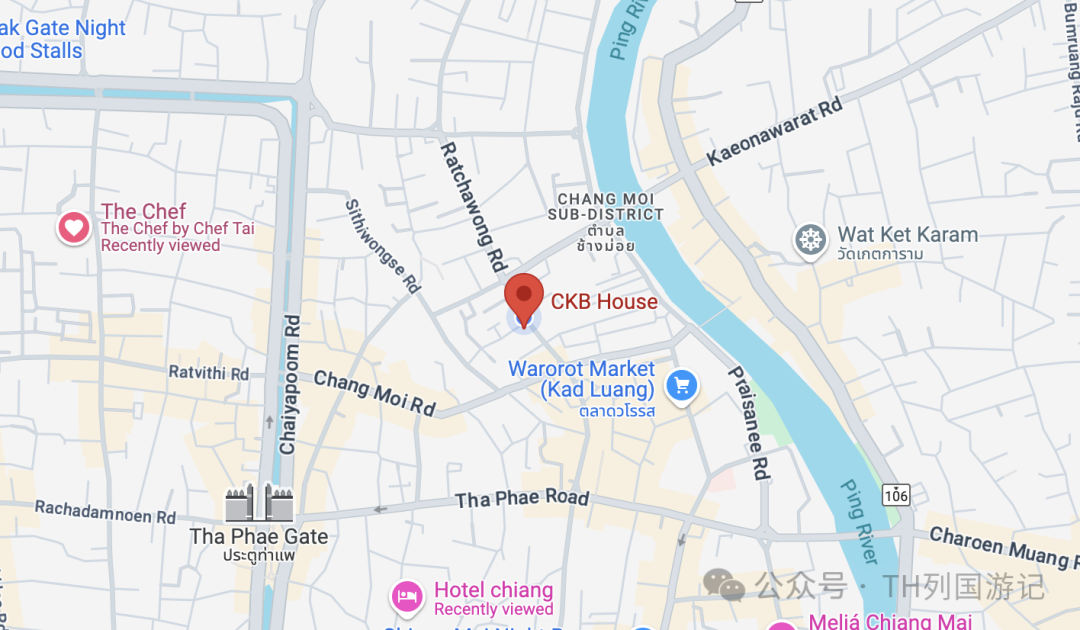 ak Gate Night
od Stalls
Ping Ri
Bumruang Raju Rd
Kaeonawarat Rd
Ratchawong Rd
CHANG MOI
SUB-DISTRICT
ตำบล
ช้างม่อย
The Chef
The Chef by Chef Tai
Recently viewed
Sithiwongse Rd
Wat Ket Karam
วัดเกตการาม
CKB House
Chaiyapoom Rd
Ratvithi Rd
Chang Moi Rd
Warorot Market
(Kad Luang)
ตลาดวโรรส
Praisanee Rd
Rachadamnoen Rd
Tha Phae Road
106
Ping River
Tha Phae Gate
ประตูท่าแพ
Charoen Muang R
Hotel chiang
Recently viewed
公众号 · TH列国游记
Meliá Chiang Mai